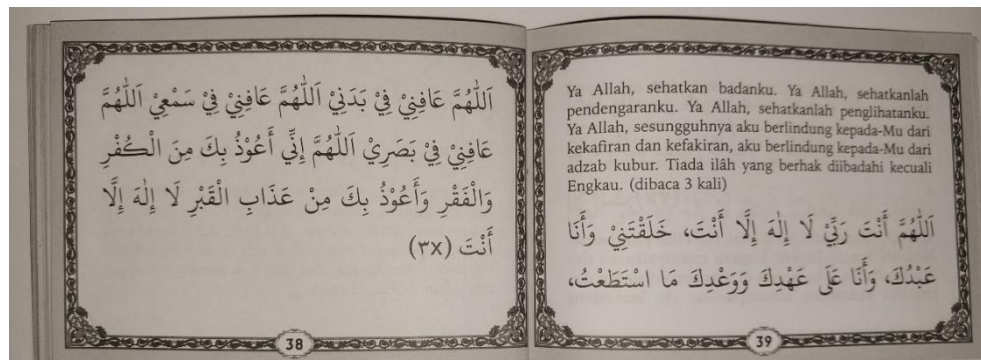 اَللّٰهُمَّ عَافِنِيْ فِيْ بَدَنِيْ اَللّٰهُمَّ عَافِنِيْ فِيْ سَمْعِيْ اَللّٰهُمَّ
عَافِنِيْ فِيْ بَصَرِيْ اَللّٰهُمَّ إِنِّي أَعُوْذُ بِكَ مِنَ الْكُفْرِ
وَالْفَقْرِ وَأَعُوْذُ بِكَ مِنْ عَذَابِ الْقَبْرِ لَا إِلٰهَ إِلَّا
أَنْتَ (٣x)
38
Ya Allah, sehatkan badanku. Ya Allah, sehatkanlah
pendengaranku. Ya Allah, sehatkanlah penglihatanku.
Ya Allah, sesungguhnya aku berlindung kepada-Mu dari
kekafiran dan kefakiran, aku berlindung kepada-Mu dari
adzab kubur. Tiada ilâh yang berhak diibadahi kecuali
Engkau. (dibaca 3 kali)
اَللّٰهُمَّ أَنْتَ رَبِّيْ لَا إِلٰهَ إِلَّا أَنْتَ، خَلَقْتَنِيْ وَأَنَا
عَبْدُكَ، وَأَنَا عَلَى عَهْدِكَ وَوَعْدِكَ مَا اسْتَطَعْتُ،
39